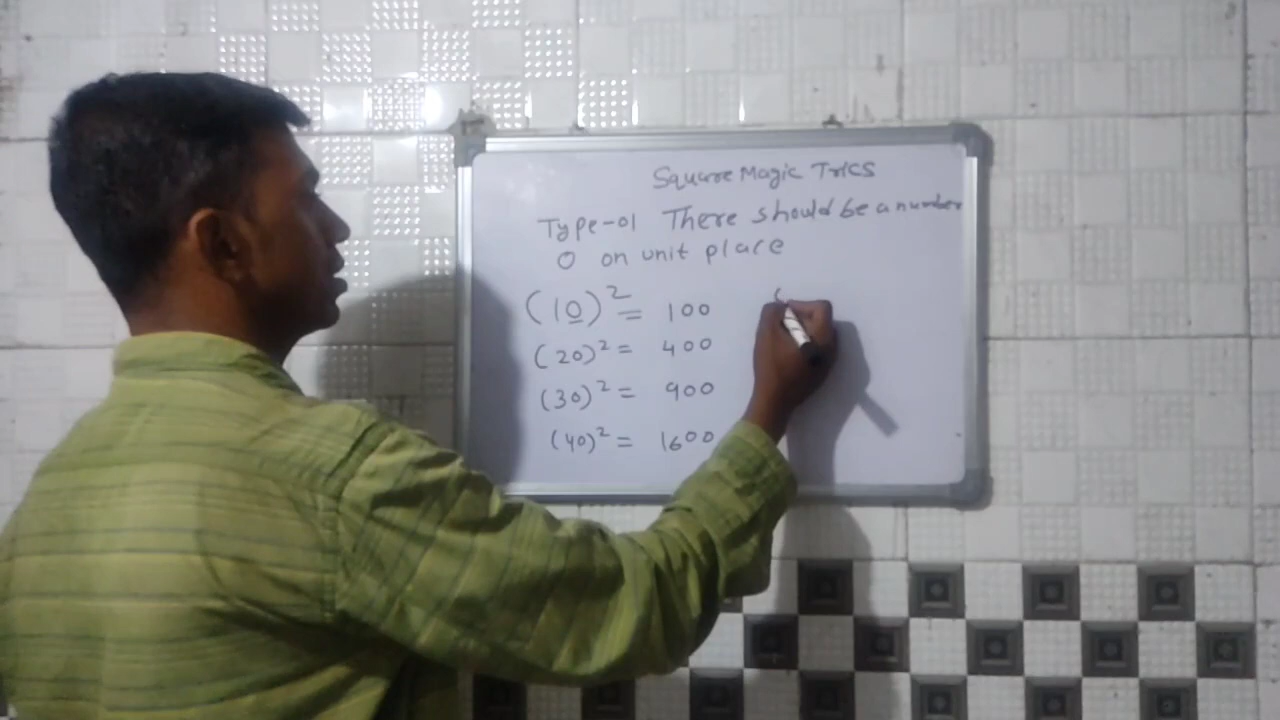 Square Magic Trics
Type-01 There should be a number
0 on unit place
(10)² = 100
(20)² = 400
(30)² = 900
(40)² = 1600
(